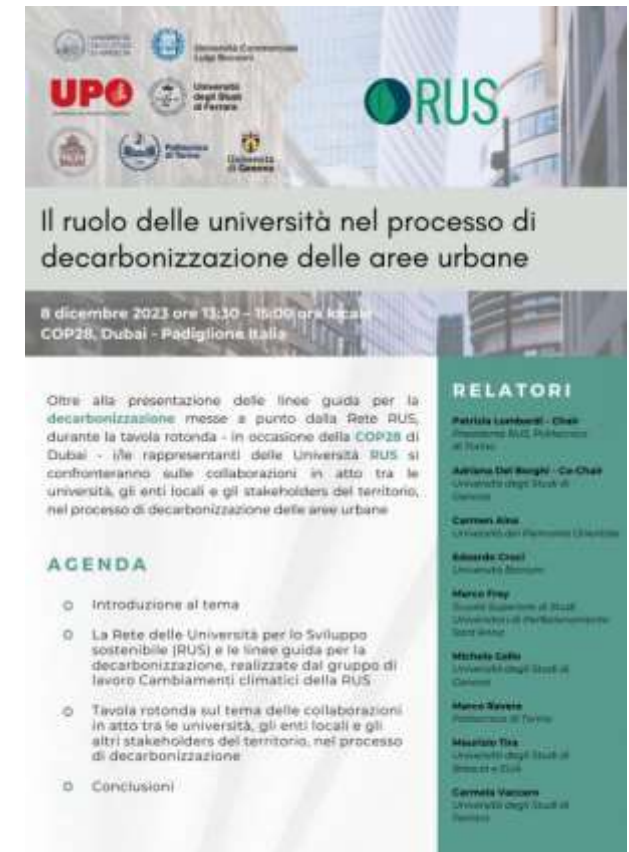 UNIVERSITÀ
DEGLI STUDI
DI BRESCIA
Università Commerciale
Luigi Bocconi
UPO
Università
degli Studi
di Ferrara
RUS
Politecnico
di Torino
Università
di Genova
Il ruolo delle università nel processo di
decarbonizzazione delle aree urbane
8 dicembre 2023 ore 13:30 - 15:00 ora locale
COP28, Dubai - Padiglione Italia
Oltre alla presentazione delle linee guida per la
decarbonizzazione messe a punto dalla Rete RUS,
durante la tavola rotonda - in occasione della COP28 di
Dubai - i/le rappresentanti delle Università RUS si
confronteranno sulle collaborazioni in atto tra le
università, gli enti locali e gli stakeholders del territorio,
nel processo di decarbonizzazione delle aree urbane
AGENDA
Introduzione al tema
La Rete delle Università per lo Sviluppo
sostenibile (RUS) e le linee guida per la
decarbonizzazione, realizzate dal gruppo di
lavoro Cambiamenti climatici della RUS
Tavola rotonda sul tema delle collaborazioni
in atto tra le università, gli enti locali e gli
altri stakeholders del territorio, nel processo
di decarbonizzazione
Conclusioni
RELATORI
Patrizia Lombardi - Chair
Presidente RUS, Politecnico
di Torino
Adriana Del Borghi - Co-Chair
Università degli Studi di
Genova
Carmen Aina
Università del Piemonte Orientale
Edoardo Croci
Università Bocconi
Marco Frey
Scuola Superiore di Studi
Universitari di Perfezionamento
Sant'Anna
Michela Gallo
Università degli Studi di
Genova
Marco Ravera
Politecnico di Torino
Maurizio Tira
Università degli Studi di
Brescia e
Carmela Vaccaro
Università degli Studi di
Ferrara